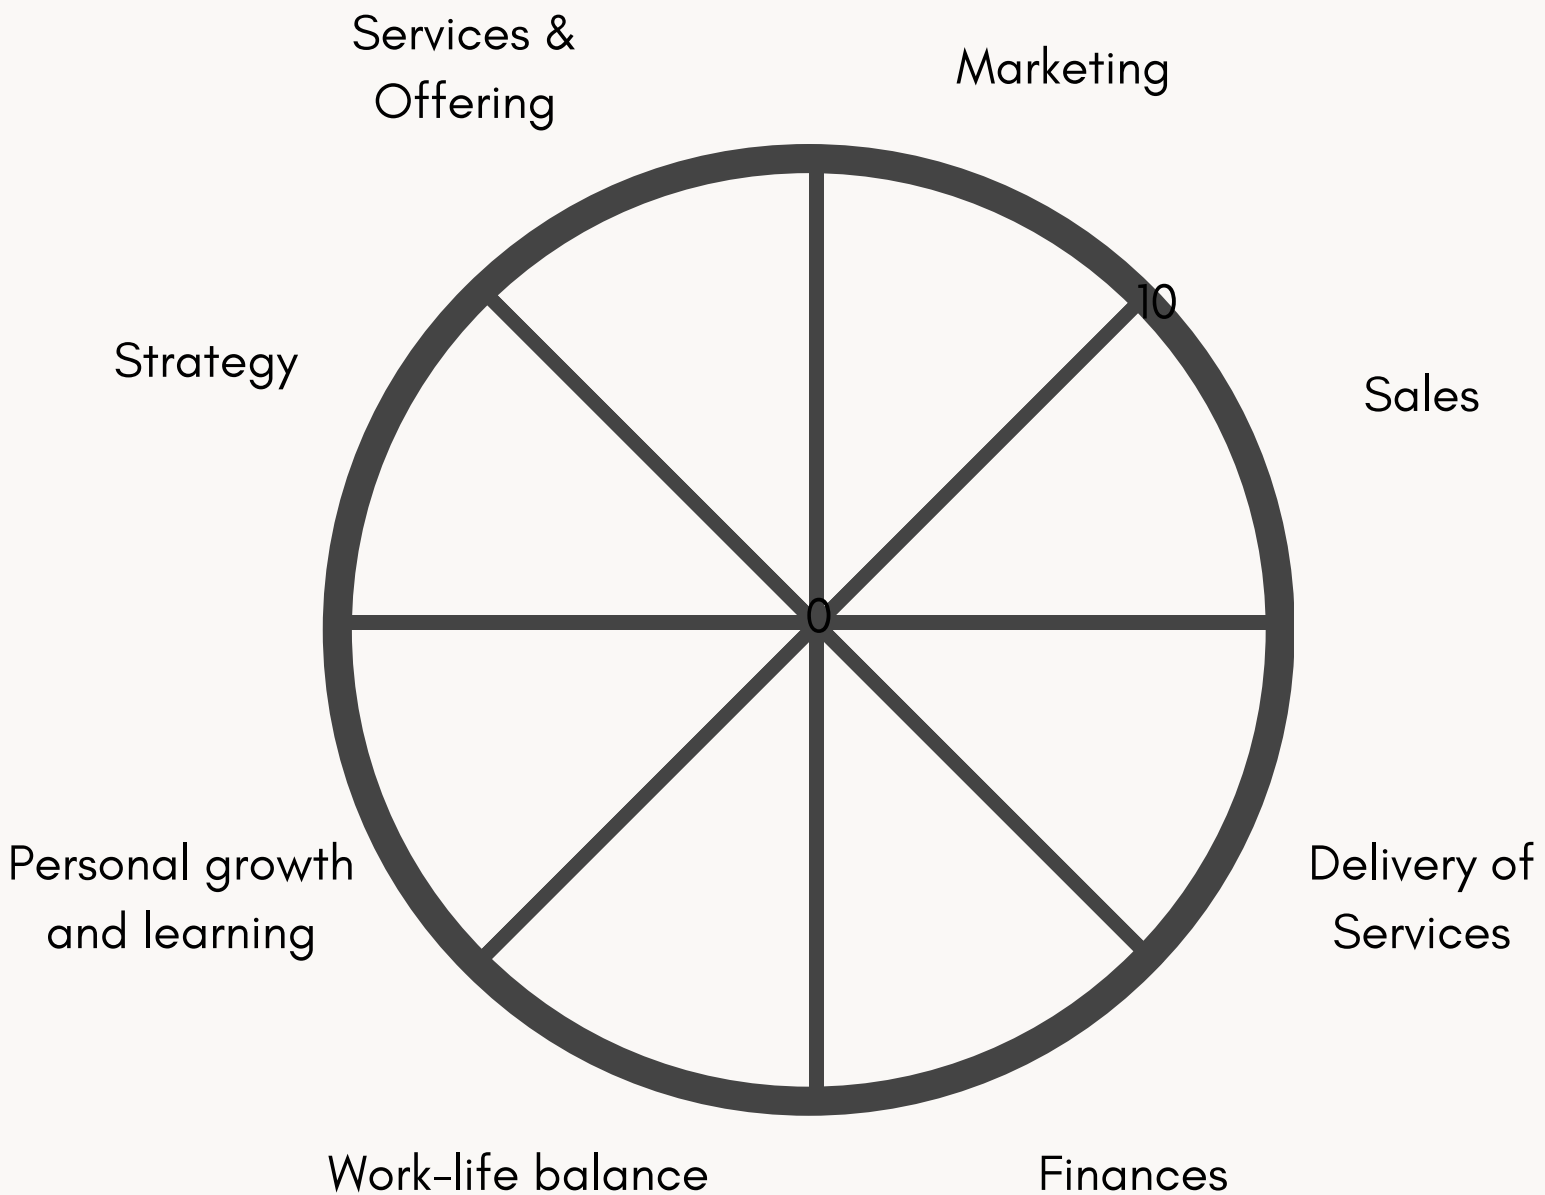 Services &
Offering
Marketing
10
Strategy
Sales
0
Personal growth
and learning
Delivery of
Services
Work-life balance
Finances